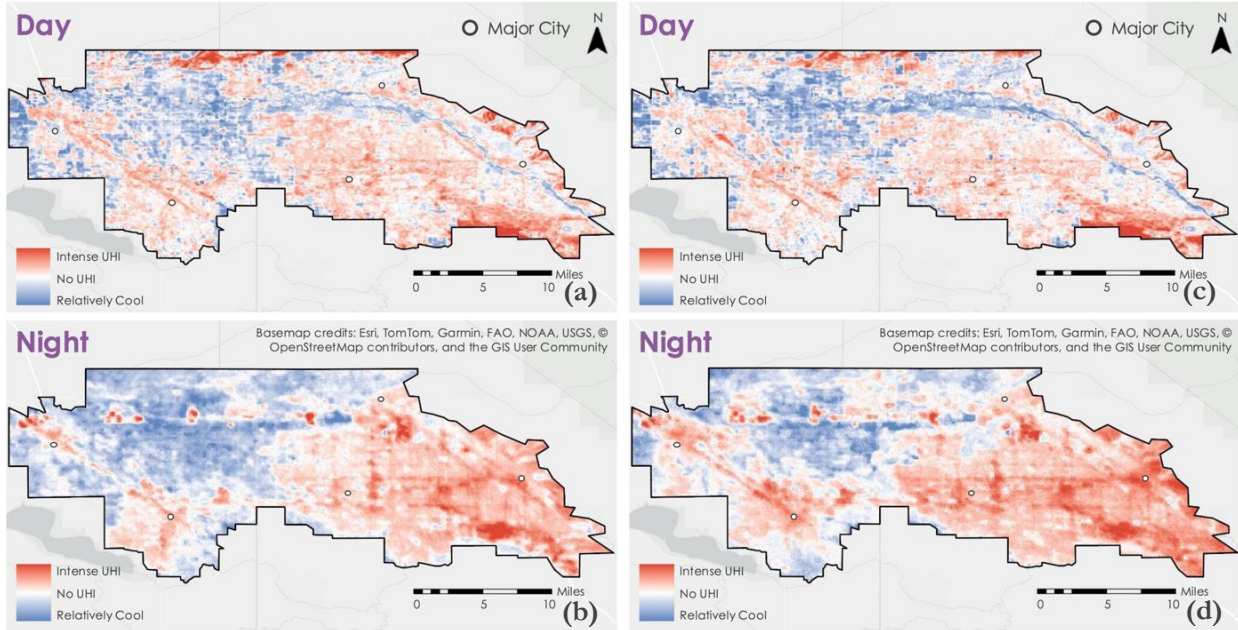 Day
Major City
N
Intense UHI
No UHI
Relatively Cool
0 5 10 Miles
(a)
Day
Major City
N
Intense UHI
No UHI
Relatively Cool
0 5 10 Miles
(c)
Night
Basemap credits: Esri, TomTom, Garmin, FAO, NOAA, USGS, ©
OpenStreetMap contributors, and the GIS User Community
Intense UHI
No UHI
Relatively Cool
0 5 10 Miles
(b)
Night
Basemap credits: Esri, TomTom, Garmin, FAO, NOAA, USGS, ©
OpenStreetMap contributors, and the GIS User Community
Intense UHI
No UHI
Relatively Cool
0 5 10 Miles
(d)